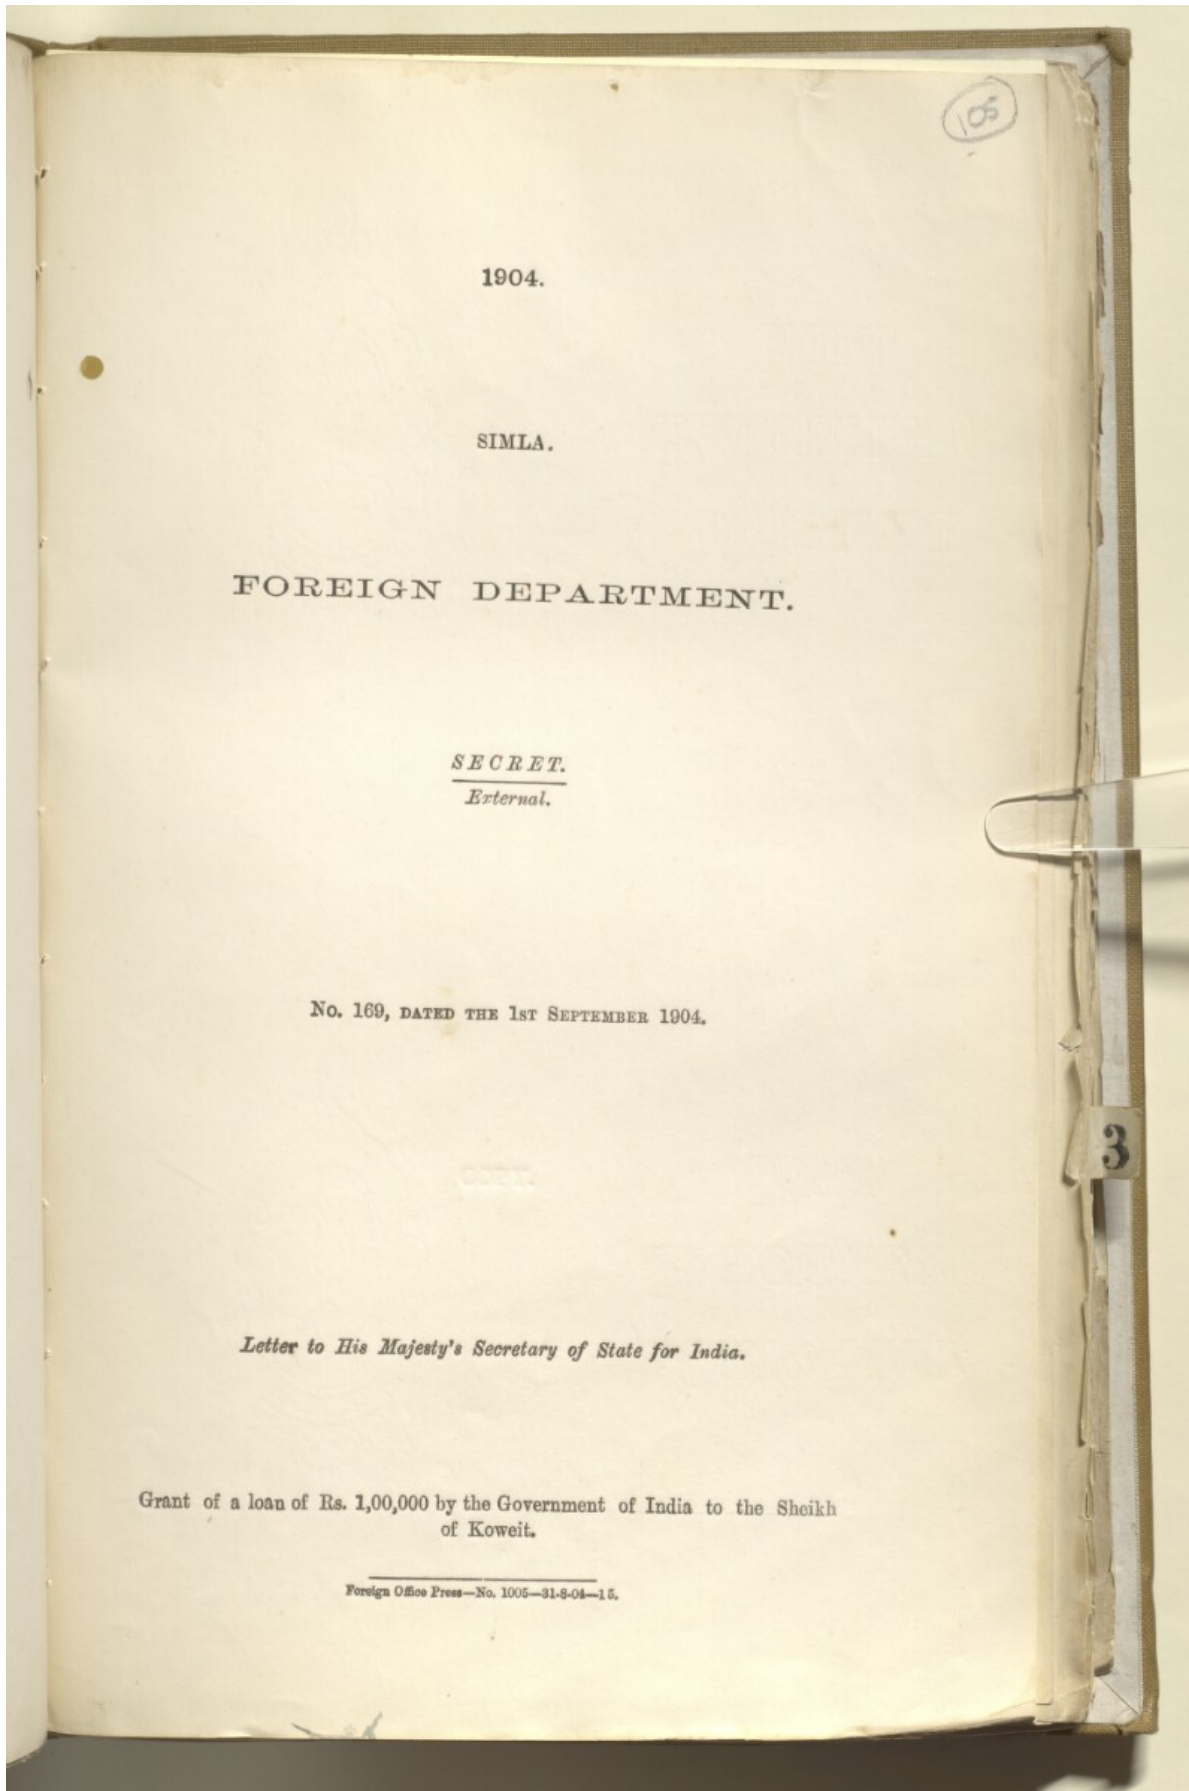 1904.
SIMLA.
FOREIGN DEPARTMENT.
SECRET.
External.
No. 169, DATED THE 1ST SEPTEMBER 1904.
Letter to His Majesty's Secretary of State for India.
Grant of a loan of Rs. 1,00,000 by the Government of India to the Sheikh
of Koweit.
Foreign Office Press—No. 1005—31-8-04—15.
3